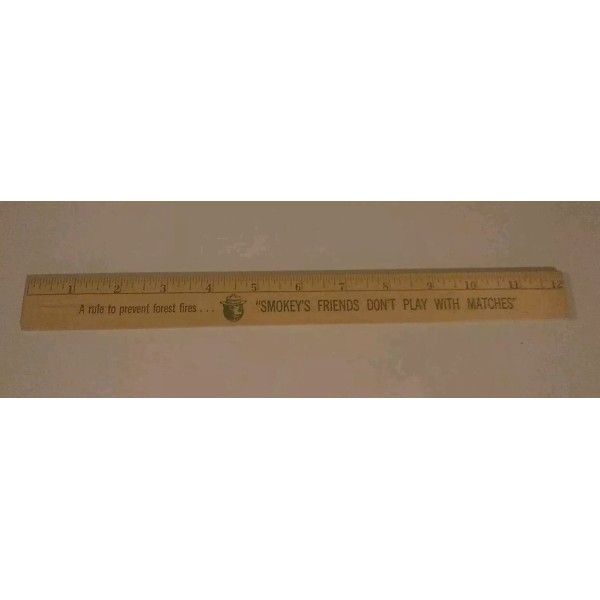 1 2 3 4 5 6 7 8 9 10 11 12
A rule to prevent forest fires... "SMOKEY'S FRIENDS DON'T PLAY WITH MATCHES"